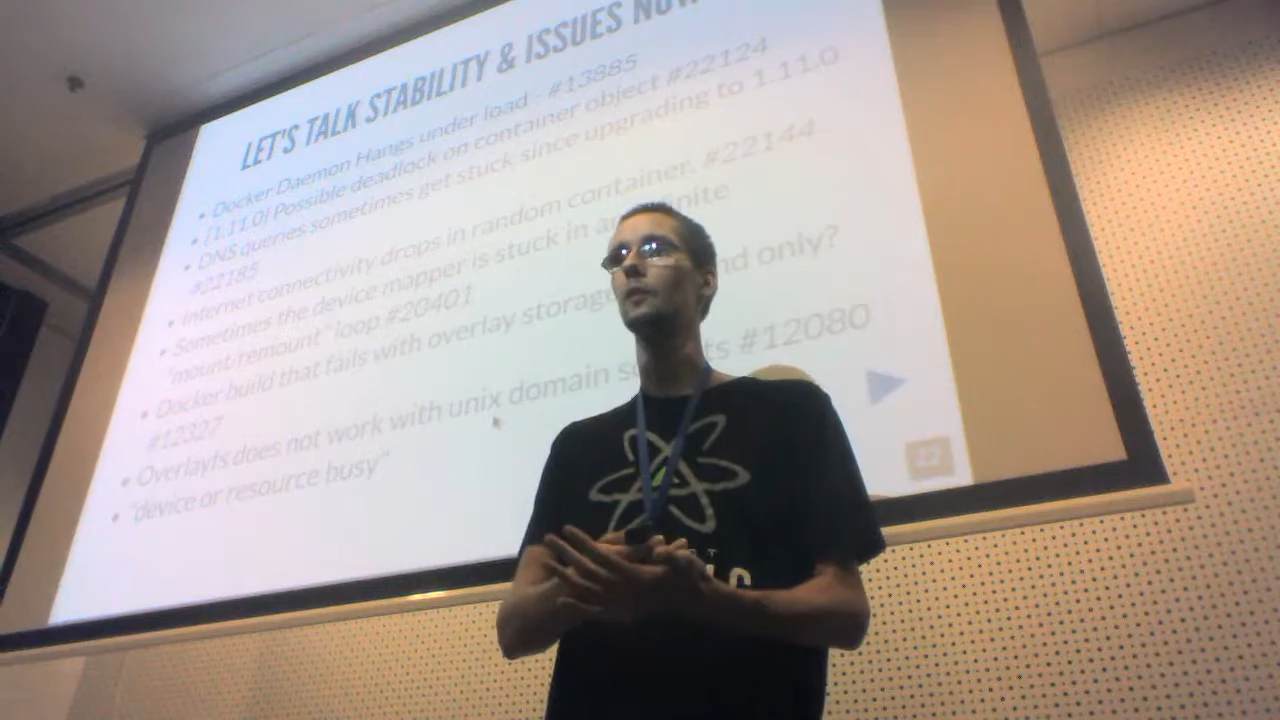 LET'S TALK STABILITY & ISSUES NOW
• Docker Daemon Hangs under load - #13885
• [1.11.0] Possible deadlock on container object #22124
• DNS queries sometimes get stuck since upgrading to 1.11.0
#22185
• Internet connectivity drops in random container. #22144
• Sometimes the device mapper is stuck in
"mount/remount" loop #20401
• Docker build that fails with overlay storage only?
#12327
• Overlayfs does not work with unix domain #12080
• "device or resource busy"
42